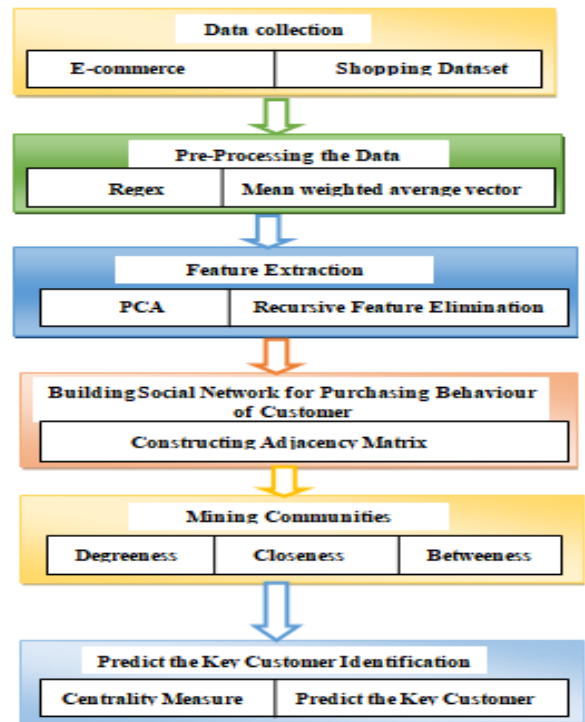 Data collection
E-commerce
Shopping Dataset
Pre-Processing the Data
Regex
Mean weighted average vector
Feature Extraction
PCA
Recursive Feature Elimination
Building Social Network for Purchasing Behaviour
of Customer
Constructing Adjacency Matrix
Mining Communities
Degreeness
Closeness
Betweeness
Predict the Key Customer Identification
Centrality Measure
Predict the Key Customer